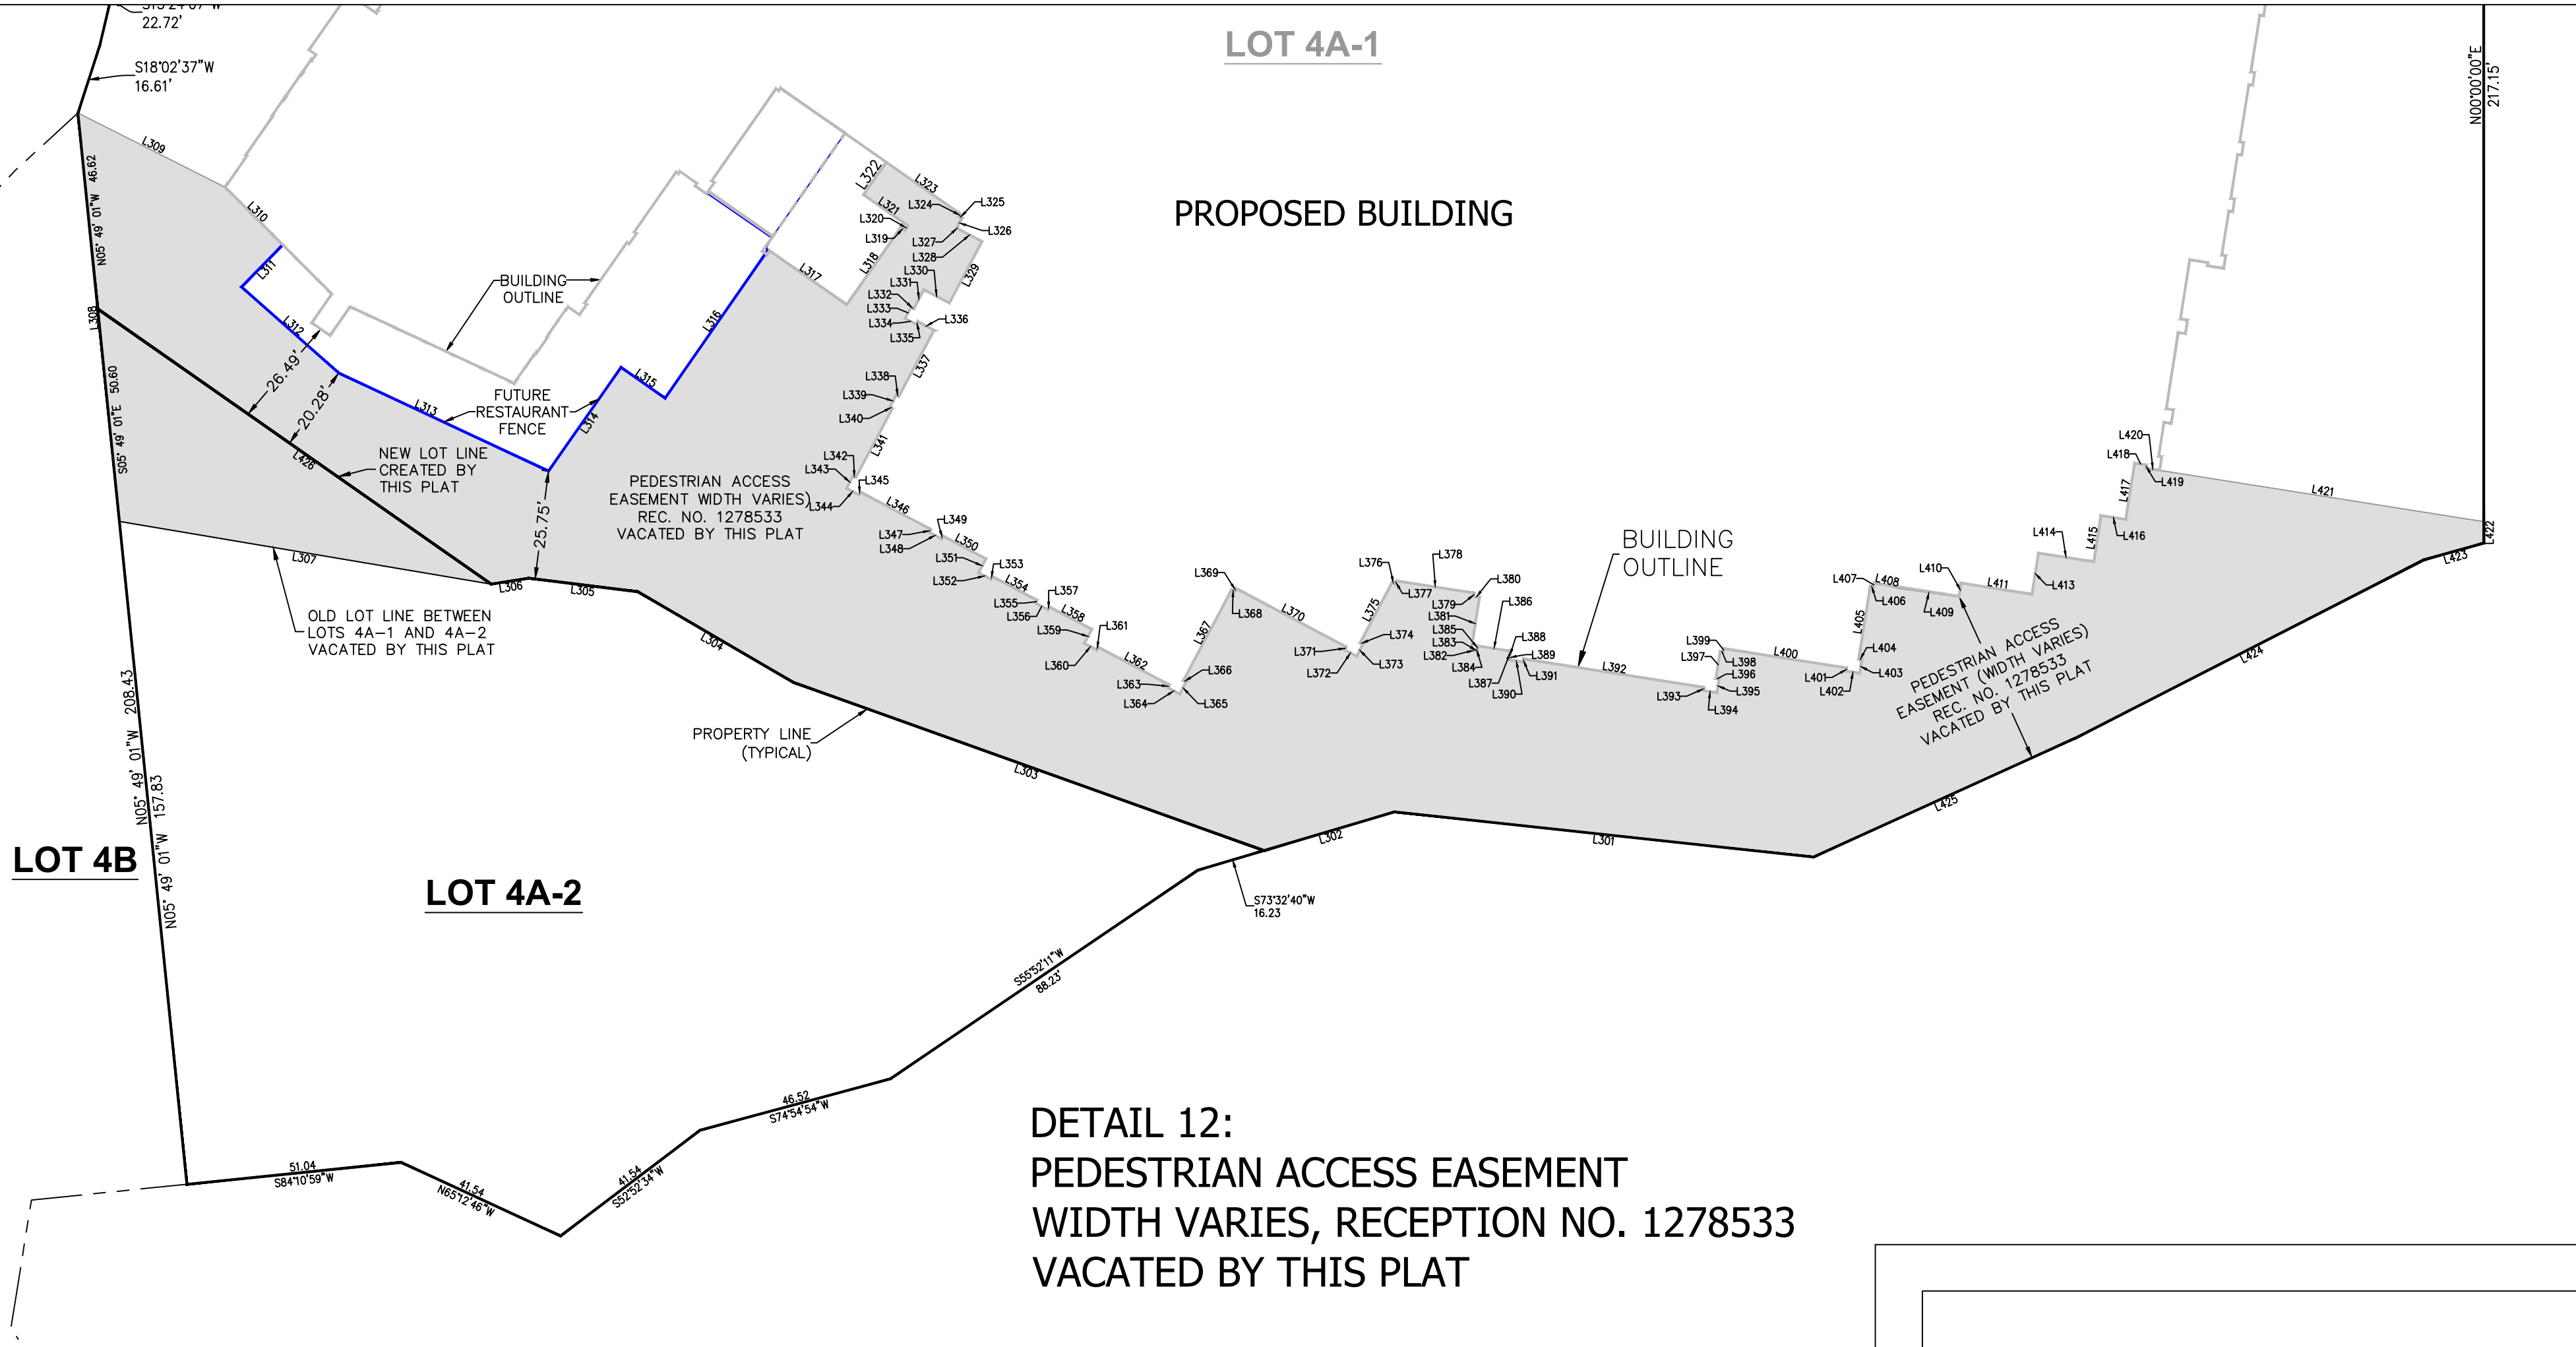 22.72'
S18°02'37"W
16.61'
LOT 4A-1
N00°00'00"E
217.15'
L309
N05° 49' 01"W 46.62
L310
L311
L308
L312
26.49'
20.28'
BUILDING
OUTLINE
L313
FUTURE
RESTAURANT
FENCE
L314
L315
L316
L317
L318
L319
L320
L321
L322
L323
L324
L325
L326
L327
L328
L329
L330
L331
L332
L333
L334
L335
L336
L337
L338
L339
L340
L341
L342
L343
L344
L345
PROPOSED BUILDING
S05° 49' 01"E 50.60
L426
NEW LOT LINE
CREATED BY
THIS PLAT
25.75'
PEDESTRIAN ACCESS
EASEMENT WIDTH VARIES)
REC. NO. 1278533
VACATED BY THIS PLAT
L307
L306
L305
L304
OLD LOT LINE BETWEEN
LOTS 4A-1 AND 4A-2
VACATED BY THIS PLAT
PROPERTY LINE
(TYPICAL)
L303
L302
L301
L346
L347
L348
L349
L350
L351
L352
L353
L354
L355
L356
L357
L358
L359
L360
L361
L362
L363
L364
L365
L366
L367
L368
L369
L370
L371
L372
L373
L374
L375
L376
L377
L378
L379
L380
L381
L385
L383
L382
L384
L386
L387
L388
L389
L390
L391
BUILDING
OUTLINE
L392
L393
L394
L395
L396
L397
L398
L399
L400
L401
L402
L403
L404
L405
L406
L407
L408
L409
L410
L411
L413
L414
L415
L416
L417
L418
L419
L420
L421
L422
L423
L424
L425
PEDESTRIAN ACCESS
EASEMENT (WIDTH VARIES)
REC. NO. 1278533
VACATED BY THIS PLAT
N05° 49' 01"W 208.43
N05° 49' 01"W 157.83
LOT 4B
LOT 4A-2
S73°32'40"W
16.23
S55°52'11"W
88.23'
46.52
S74°54'54"W
41.54
S52°52'34"W
41.54
N65°12'46"W
51.04
S84°10'59"W
DETAIL 12:
PEDESTRIAN ACCESS EASEMENT
WIDTH VARIES, RECEPTION NO. 1278533
VACATED BY THIS PLAT